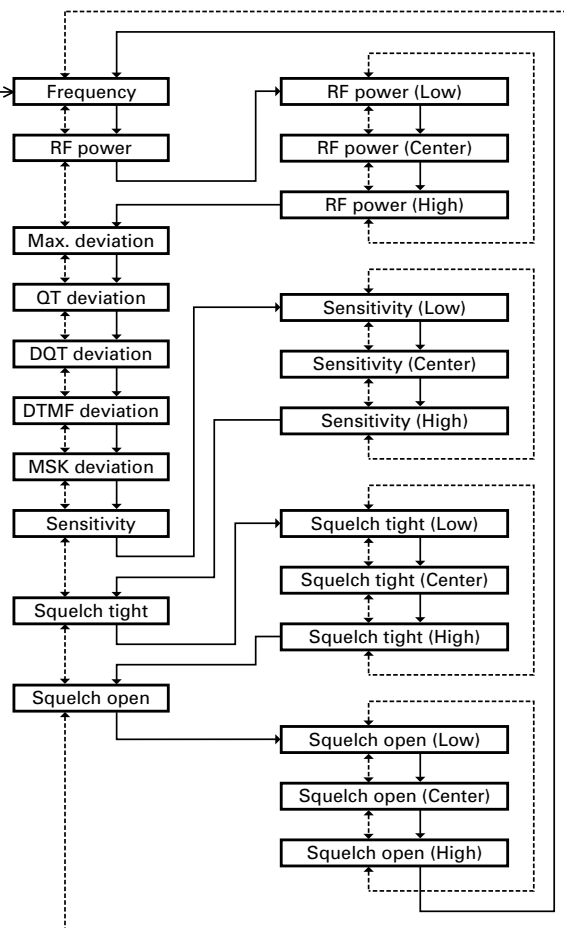 Frequency
RF power
Max. deviation
QT deviation
DQT deviation
DTMF deviation
MSK deviation
Sensitivity
Squelch tight
Squelch open
RF power (Low)
RF power (Center)
RF power (High)
Sensitivity (Low)
Sensitivity (Center)
Sensitivity (High)
Squelch tight (Low)
Squelch tight (Center)
Squelch tight (High)
Squelch open (Low)
Squelch open (Center)
Squelch open (High)